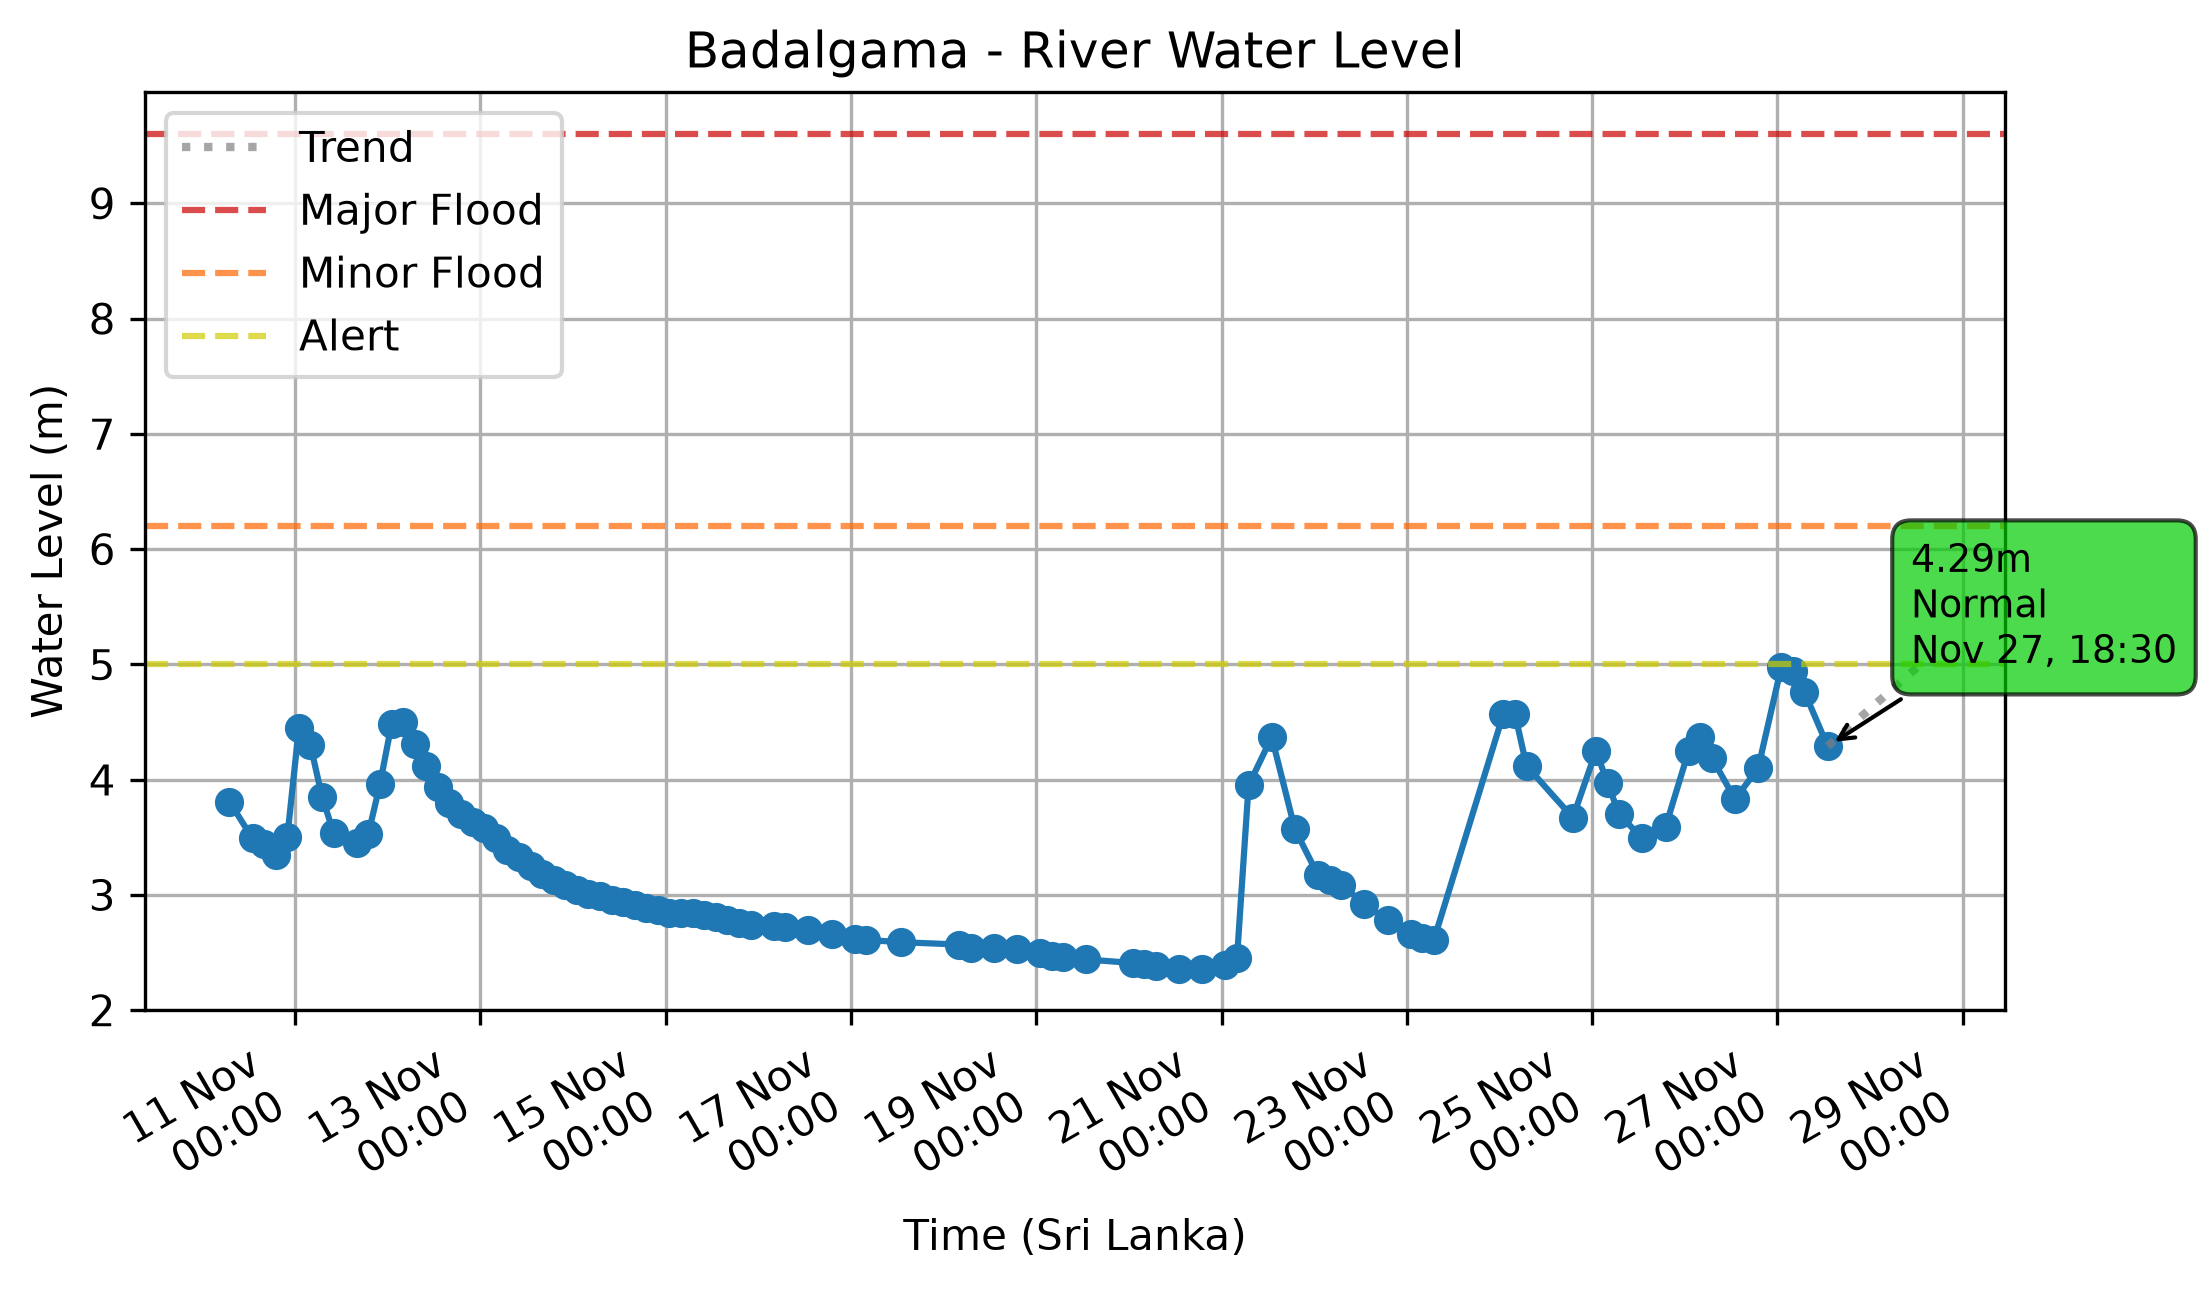 Badalgama - River Water Level
Trend
Major Flood
Minor Flood
Alert
Water Level (m)
9
8
7
6
5
4
3
2
4.29m
Normal
Nov 27, 18:30
11 Nov
00:00
13 Nov
00:00
15 Nov
00:00
17 Nov
00:00
19 Nov
00:00
21 Nov
00:00
23 Nov
00:00
25 Nov
00:00
27 Nov
00:00
29 Nov
00:00
Time (Sri Lanka)